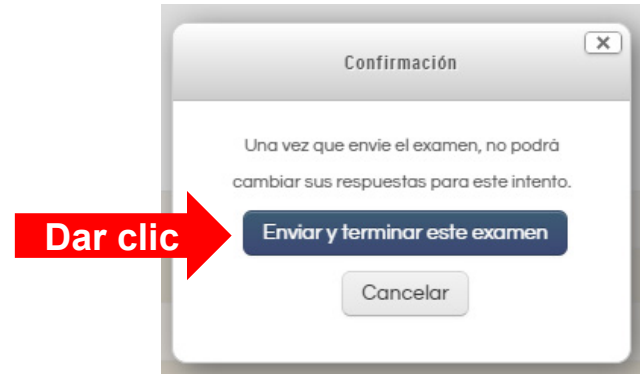 Confirmación
Una vez que envie el examen, no podrá
cambiar sus respuestas para este intento.
Dar clic
Enviar y terminar este examen
Cancelar